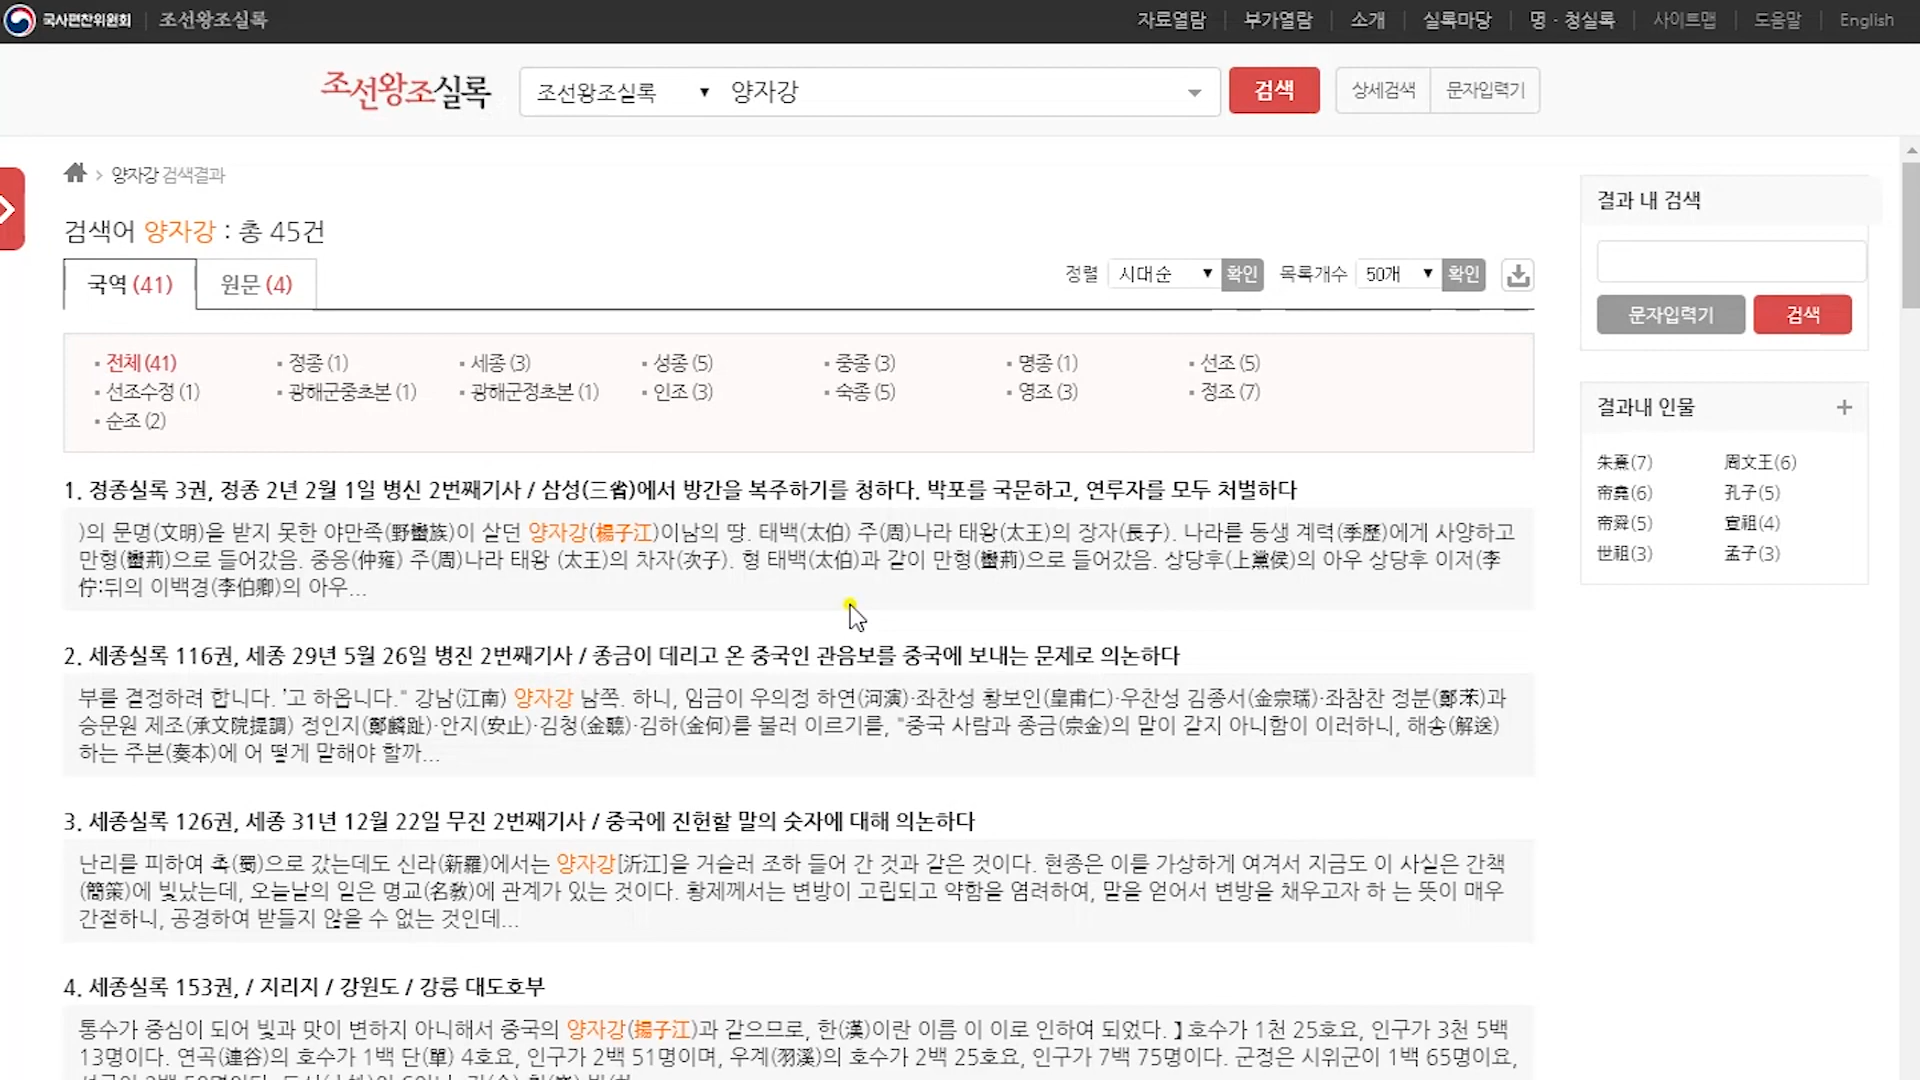 국사편찬위원회 조선왕조실록 자료열람 부가열람 소개 실록마당 명·청실록 사이트맵 도움말 English
조선왕조실록 조선왕조실록 ▼ 양자강 검색 상세검색 문자입력기
> 양자강 검색결과
검색어 양자강 : 총 45건
국역 (41) 원문 (4) 정렬 시대순 ▼ 확인 목록개수 50개 ▼ 확인
▪ 전체 (41) ▪ 정종 (1) ▪ 세종 (3) ▪ 성종 (5) ▪ 중종 (3) ▪ 명종 (1) ▪ 선조 (5)
▪ 선조수정 (1) ▪ 광해군중초본 (1) ▪ 광해군정초본 (1) ▪ 인조 (3) ▪ 숙종 (5) ▪ 영조 (3) ▪ 정조 (7)
▪ 순조 (2)
1. 정종실록 3권, 정종 2년 2월 1일 병신 2번째기사 / 삼성(三省)에서 방간을 복주하기를 청하다. 박포를 국문하고, 연루자를 모두 처벌하다
)의 문명(文明)을 받지 못한 야만족(野蠻族)이 살던 양자강(楊子江)이남의 땅. 태백(太伯) 주(周)나라 태왕(太王)의 장자(長子). 나라를 동생 계력(季歷)에게 사양하고
만형(蠻荊)으로 들어갔음. 중옹(仲雍) 주(周)나라 태왕 (太王)의 차자(次子). 형 태백(太伯)과 같이 만형(蠻荊)으로 들어갔음. 상당후(上黨侯)의 아우 상당후 이저(李
佇:뒤의 이백경(李伯卿)의 아우...
2. 세종실록 116권, 세종 29년 5월 26일 병진 2번째기사 / 종금이 데리고 온 중국인 관음보를 중국에 보내는 문제로 의논하다
부를 결정하려 합니다. '고 하옵니다." 강남(江南) 양자강 남쪽. 하니, 임금이 우의정 하연(河演)·좌찬성 황보인(皇甫仁)·우찬성 김종서(金宗瑞)·좌참찬 정분(鄭苯)과
승문원 제조(承文院提調) 정인지(鄭麟趾)·안지(安止)·김청(金聽)·김하(金何)를 불러 이르기를, "중국 사람과 종금(宗金)의 말이 같지 아니함이 이러하니, 해송(解送)
하는 주본(奏本)에 어 떻게 말해야 할까...
3. 세종실록 126권, 세종 31년 12월 22일 무진 2번째기사 / 중국에 진헌할 말의 숫자에 대해 의논하다
난리를 피하여 촉(蜀)으로 갔는데도 신라(新羅)에서는 양자강[沂江]을 거슬러 조하 들어 간 것과 같은 것이다. 현종은 이를 가상하게 여겨서 지금도 이 사실은 간책
(簡策)에 빛났는데, 오늘날의 일은 명교(名敎)에 관계가 있는 것이다. 황제께서는 변방이 고립되고 약함을 염려하여, 말을 얻어서 변방을 채우고자 하 는 뜻이 매우
간절하니, 공경하여 받들지 않을 수 없는 것인데...
4. 세종실록 153권, / 지리지 / 강원도 / 강릉 대도호부
통수가 중심이 되어 빛과 맛이 변하지 아니해서 중국의 양자강(揚子江)과 같으므로, 한(漢)이란 이름 이 이로 인하여 되었다. 】 호수가 1천 25호요, 인구가 3천 5백
13명이다. 연곡(連谷)의 호수가 1백 단(單) 4호요, 인구가 2백 51명이며, 우계(羽溪)의 호수가 2백 25호요, 인구가 7백 75명이다. 군정은 시위군이 1백 65명이요,
결과 내 검색
문자입력기 검색
결과내 인물 +
朱熹(7) 周文王(6)
帝堯(6) 孔子(5)
帝舜(5) 宣祖(4)
世祖(3) 孟子(3)